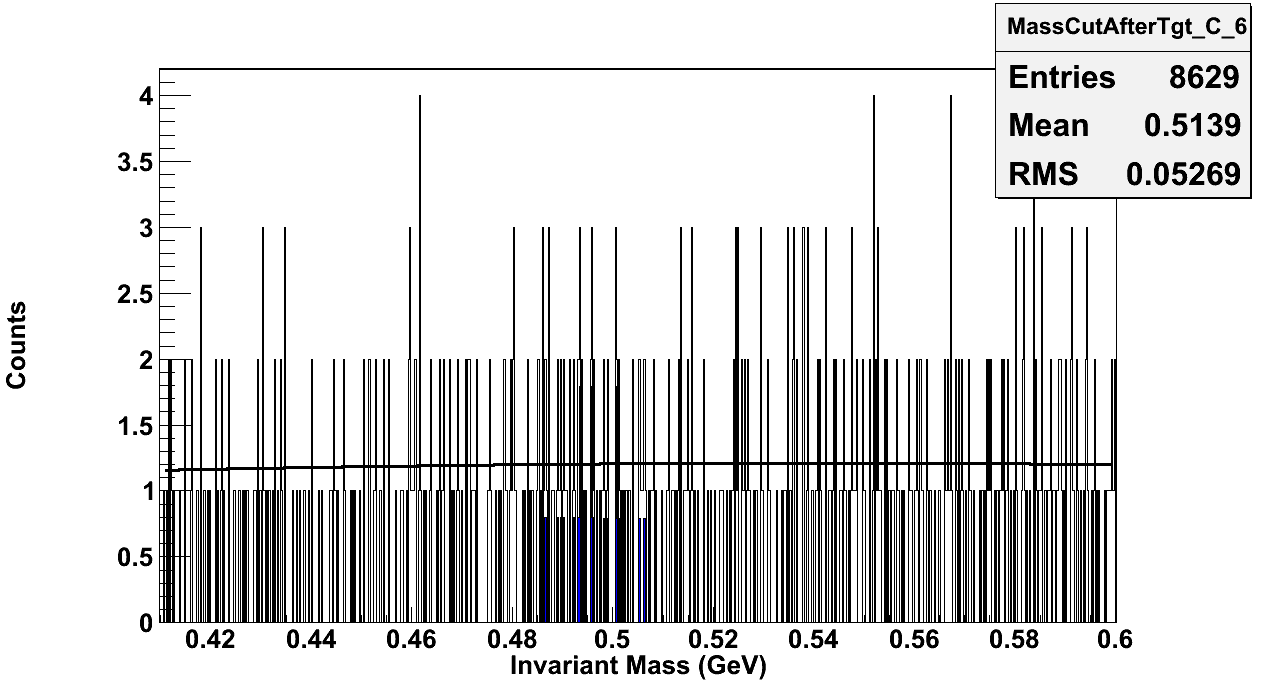 MassCutAfterTgt_C_6
Entries 8629
Mean 0.5139
RMS 0.05269
4
3.5
3
2.5
2
1.5
1
0.5
0
Counts
0.42 0.44 0.46 0.48 0.5 0.52 0.54 0.56 0.58 0.6
Invariant Mass (GeV)